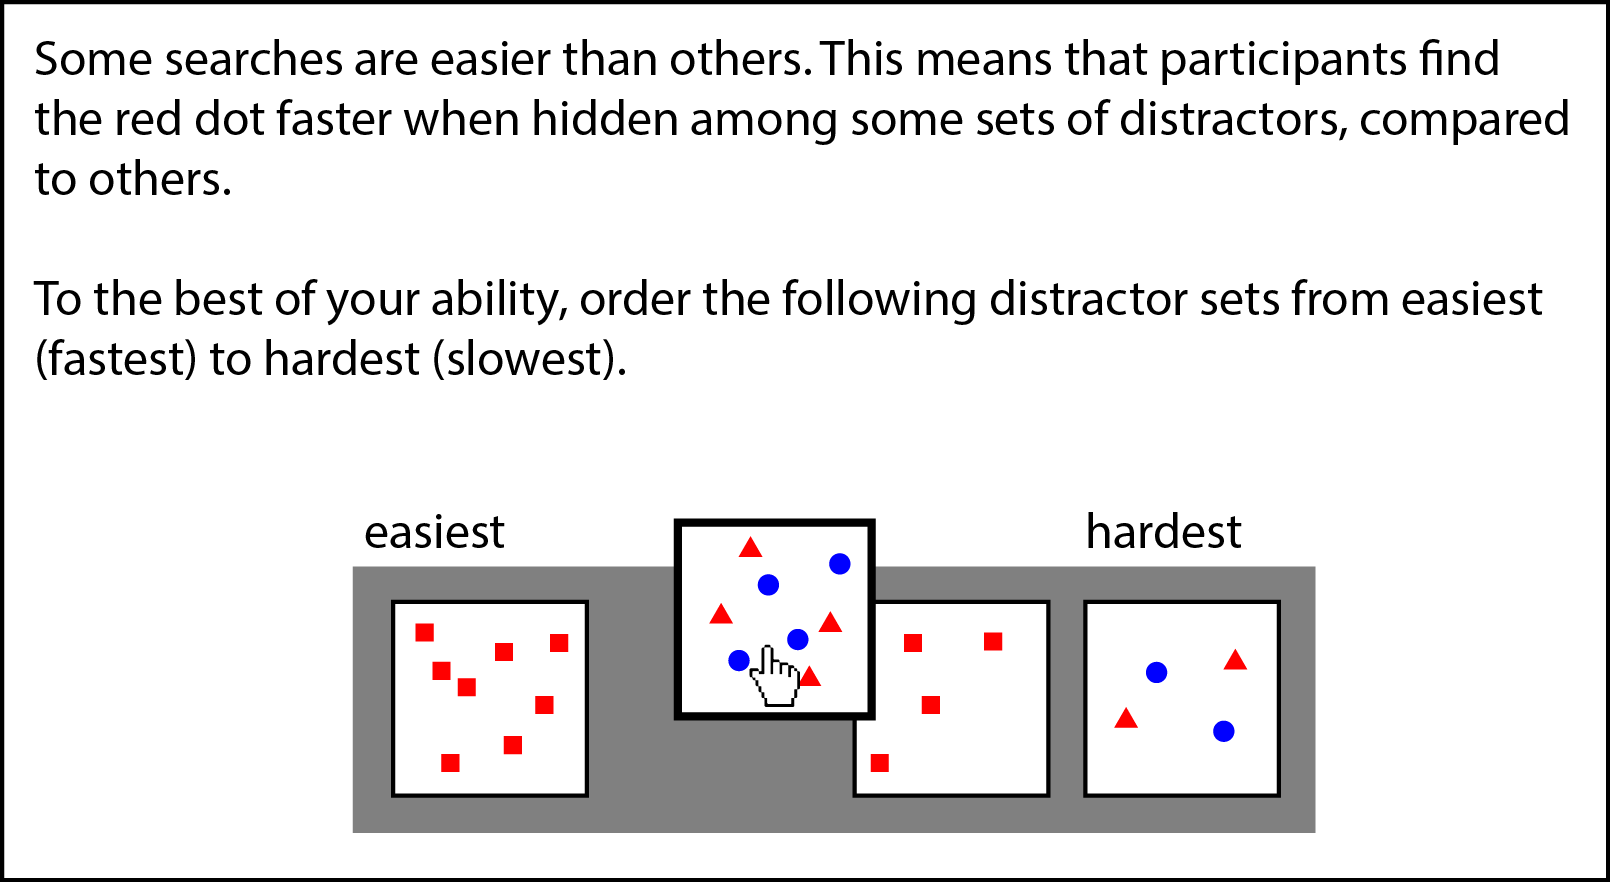 Some searches are easier than others. This means that participants find
the red dot faster when hidden among some sets of distractors, compared
to others.
To the best of your ability, order the following distractor sets from easiest
(fastest) to hardest (slowest).
easiest
hardest